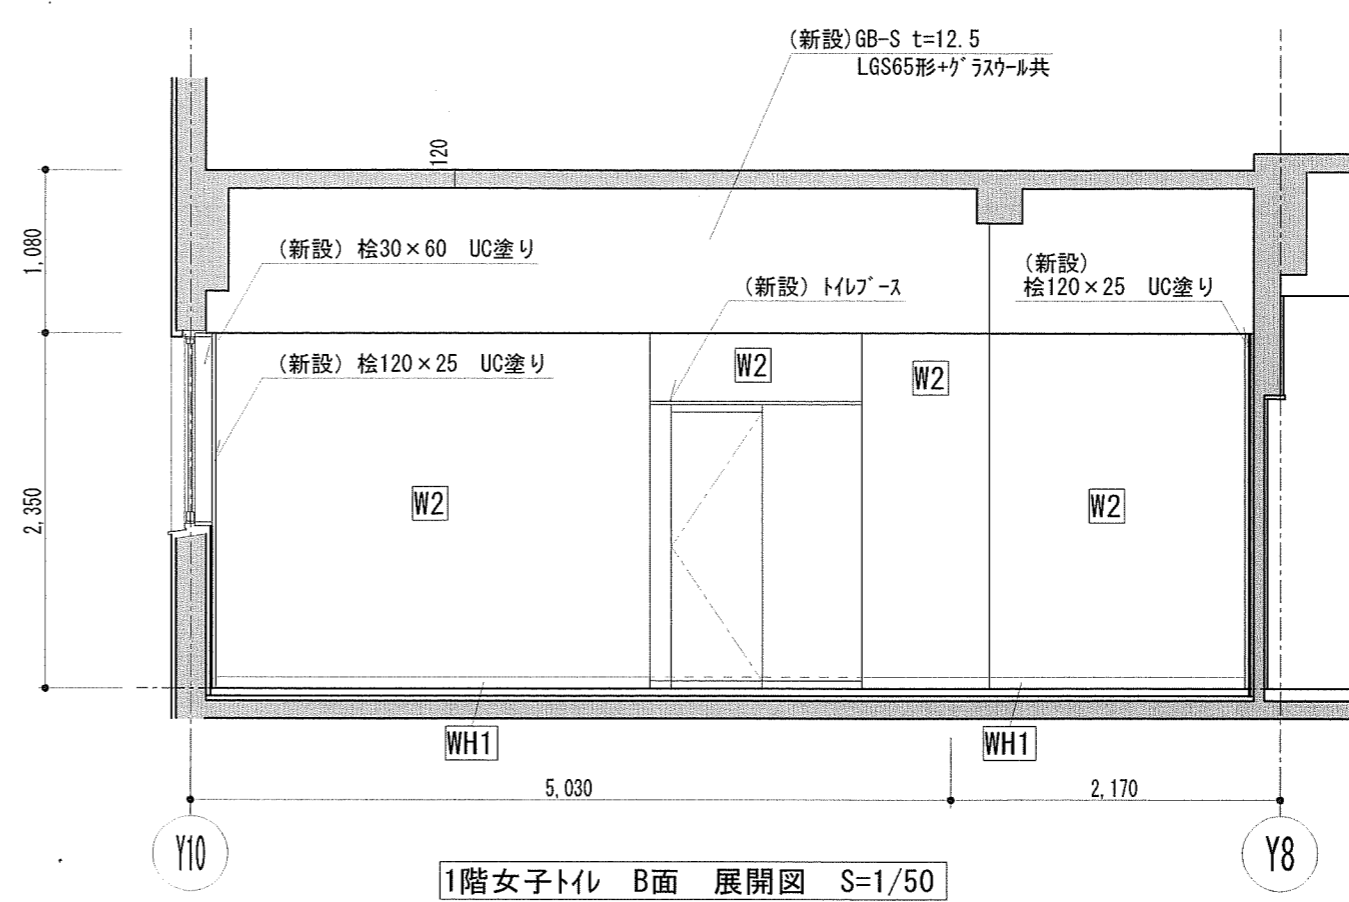 (新設)GB-S t=12.5
LGS65形+ｸﾞﾗｽｳｰﾙ共
120
1,080
(新設) 桧30×60 UC塗り
(新設)
桧120×25 UC塗り
(新設) ﾄｲﾚﾌﾞｰｽ
(新設) 桧120×25 UC塗り
W2
W2
W2
W2
2,350
WH1
WH1
5,030
2,170
Y10
Y8
1階女子ﾄｲﾚ B面 展開図 S=1/50